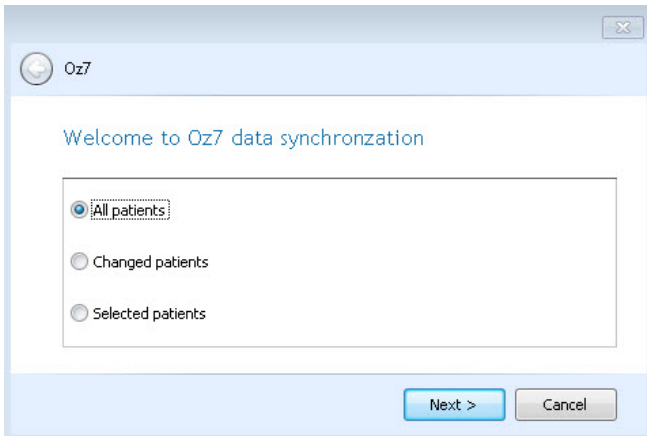 Oz7
Welcome to Oz7 data synchronzation
All patients
Changed patients
Selected patients
Next >
Cancel